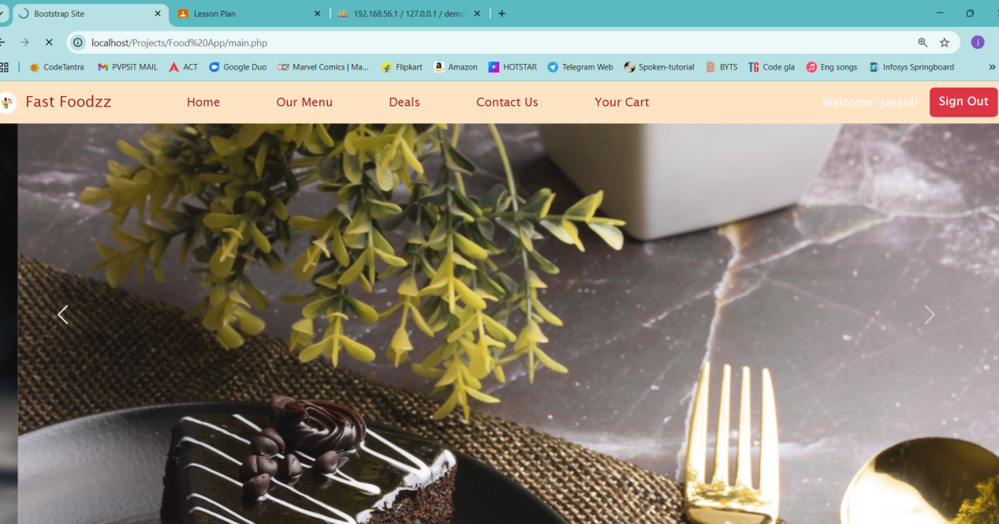 Bootstrap Site
Lesson Plan
192.168.56.1 / 127.0.0.1 / demo
localhost/Projects/Food%20App/main.php
j
CodeTantra
PVPSIT MAIL
ACT
Google Duo
Marvel Comics | Ma...
Flipkart
Amazon
HOTSTAR
Telegram Web
Spoken-tutorial
BYTS
Code gla
Eng songs
Infosys Springboard
Fast Foodzz
Home
Our Menu
Deals
Contact Us
Your Cart
Welcome, jaysid!
Sign Out